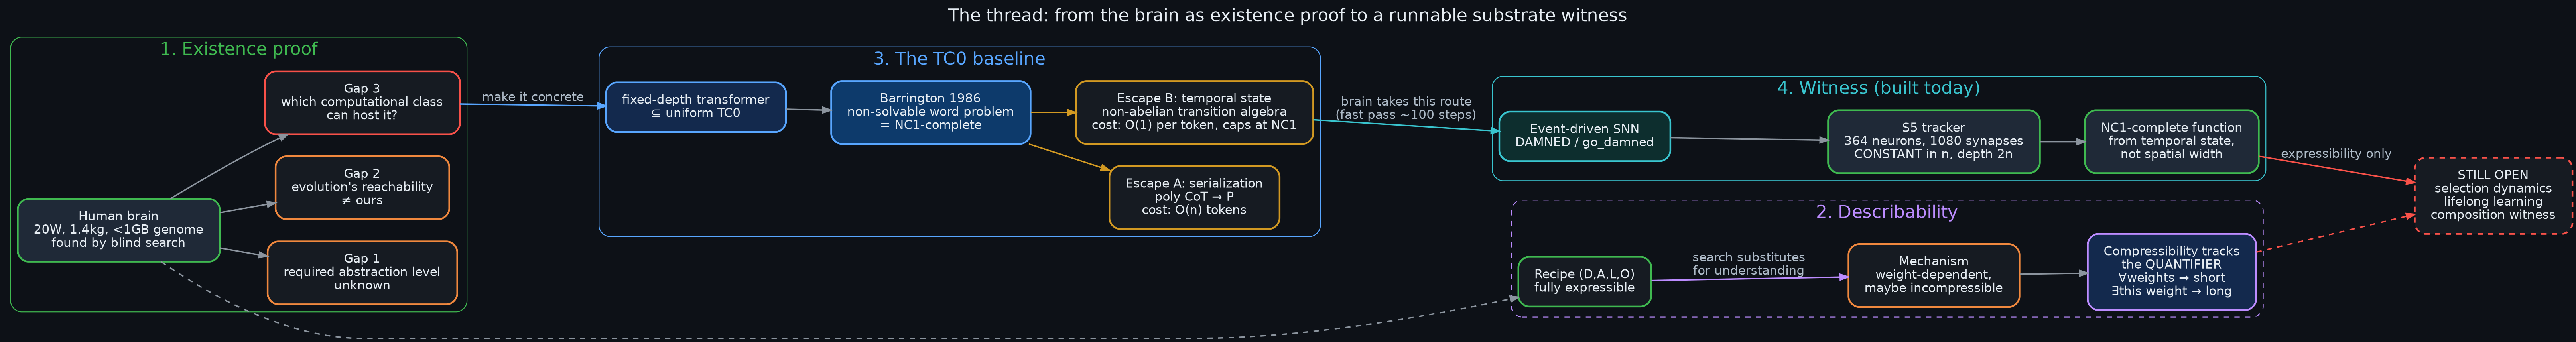 The thread: from the brain as existence proof to a runnable substrate witness
1. Existence proof
Gap 3
which computational class
can host it?
Gap 2
evolution's reachability
≠ ours
Human brain
20W, 1.4kg, <1GB genome
found by blind search
Gap 1
required abstraction level
unknown
make it concrete
3. The TC0 baseline
fixed-depth transformer
⊆ uniform TC0
Barrington 1986
non-solvable word problem
= NC1-complete
Escape B: temporal state
non-abelian transition algebra
cost: O(1) per token, caps at NC1
Escape A: serialization
poly CoT → P
cost: O(n) tokens
brain takes this route
(fast pass ~100 steps)
4. Witness (built today)
Event-driven SNN
DAMNED / go_damned
S5 tracker
364 neurons, 1080 synapses
CONSTANT in n, depth 2n
NC1-complete function
from temporal state,
not spatial width
expressibility only
2. Describability
Recipe (D,A,L,O)
fully expressible
search substitutes
for understanding
Mechanism
weight-dependent,
maybe incompressible
Compressibility tracks
the QUANTIFIER
∀weights → short
∃this weight → long
STILL OPEN
selection dynamics
lifelong learning
composition witness